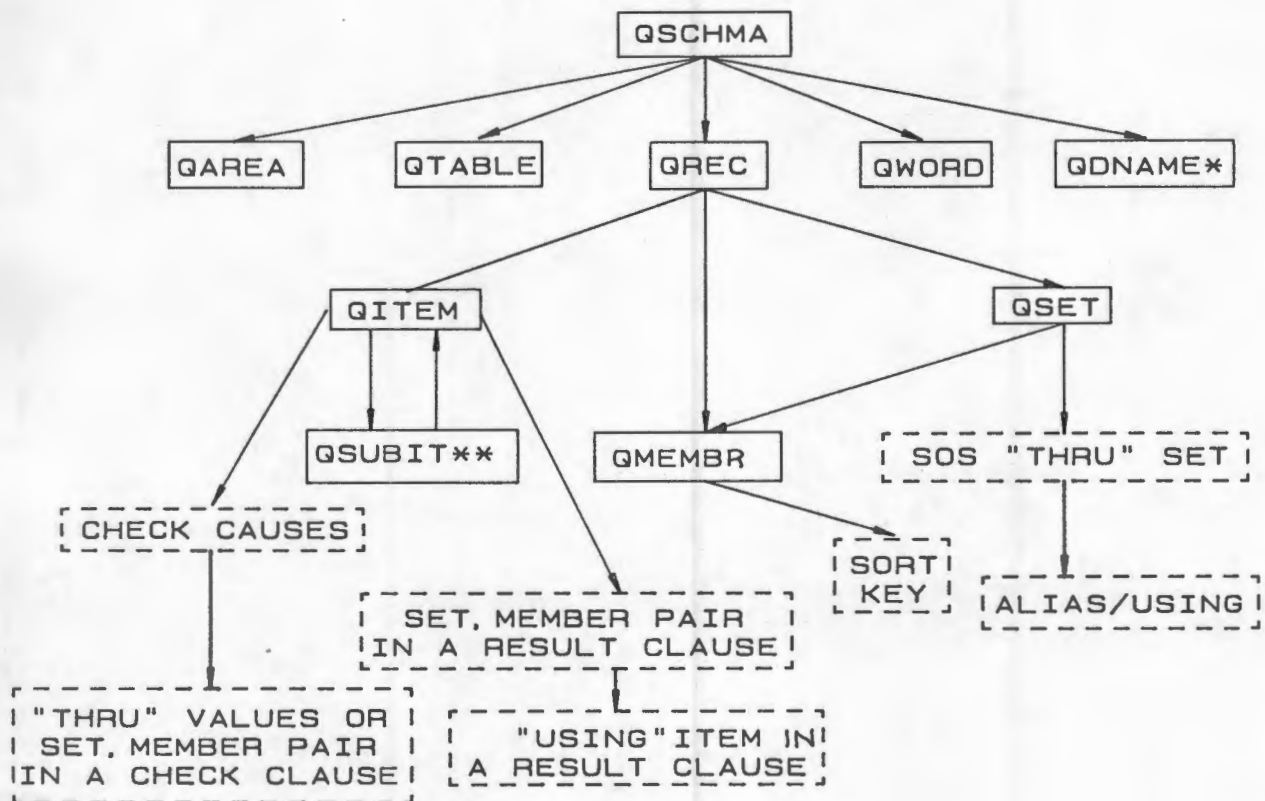 QSCHMA
QAREA
QTABLE
QREC
QWORD
QDNAME*
QITEM
QSET
QSUBIT**
QMEMBR
SOS "THRU" SET
CHECK CAUSES
SORT
KEY
ALIAS/USING
SET, MEMBER PAIR
IN A RESULT CLAUSE
"THRU" VALUES OR
SET, MEMBER PAIR
IN A CHECK CLAUSE
"USING" ITEM IN
A RESULT CLAUSE